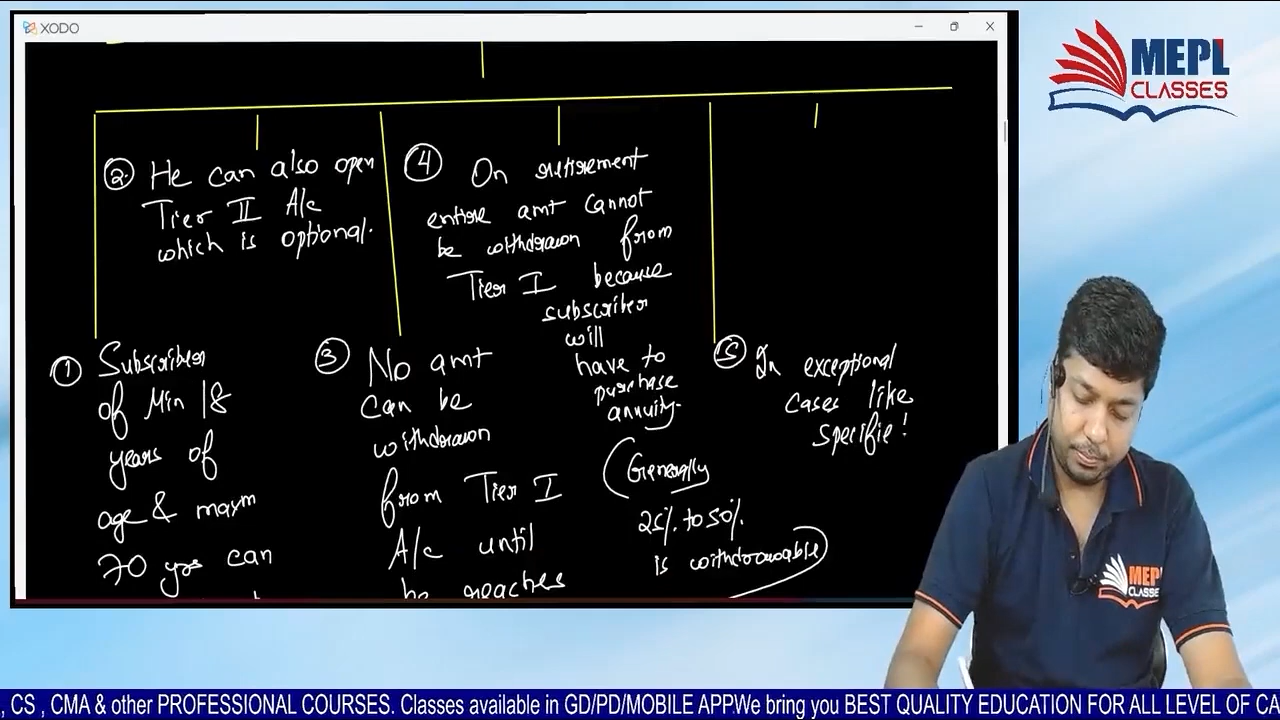 XODO
MEPL
CLASSES
② He can also open
Tier II A/c
which is optional.
④ On retirement
entire amt cannot
be withdrawn from
Tier I because
subscriber
will
have to
purchase
annuity.
(Generally
25% to 50%
is withdrawable)
① Subscriber
of Min 18
years of
age & maxm
70 yrs can
③ No amt
can be
withdrawn
from Tier I
A/c until
he reaches
⑤ In exceptional
cases like
specific!
MEPL
CLASSES
, CS , CMA & other PROFESSIONAL COURSES. Classes available in GD/PD/MOBILE APP.We bring you BEST QUALITY EDUCATION FOR ALL LEVEL OF CA